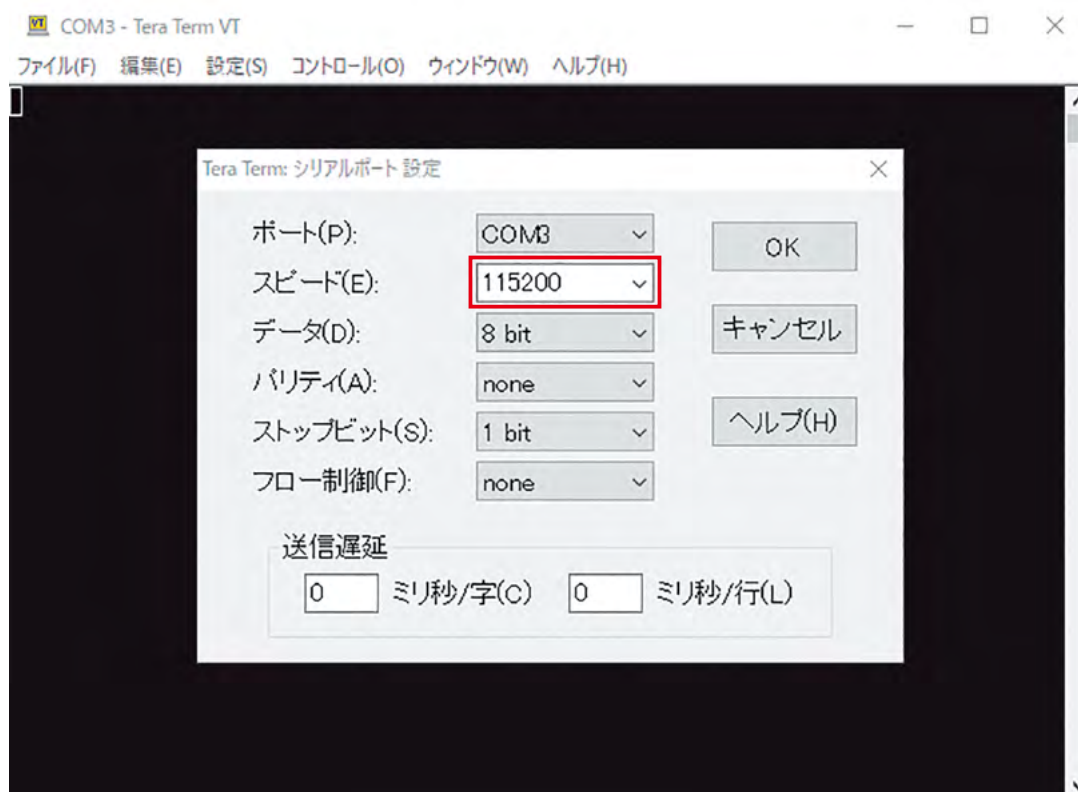 VT COM3 - Tera Term VT
ファイル(F) 編集(E) 設定(S) コントロール(O) ウィンドウ(W) ヘルプ(H)
Tera Term: シリアルポート 設定
ポート(P): COM3 OK
スピード(E): 115200
データ(D): 8 bit キャンセル
パリティ(A): none
ストップビット(S): 1 bit ヘルプ(H)
フロー制御(F): none
送信遅延
0 ミリ秒/字(C) 0 ミリ秒/行(L)